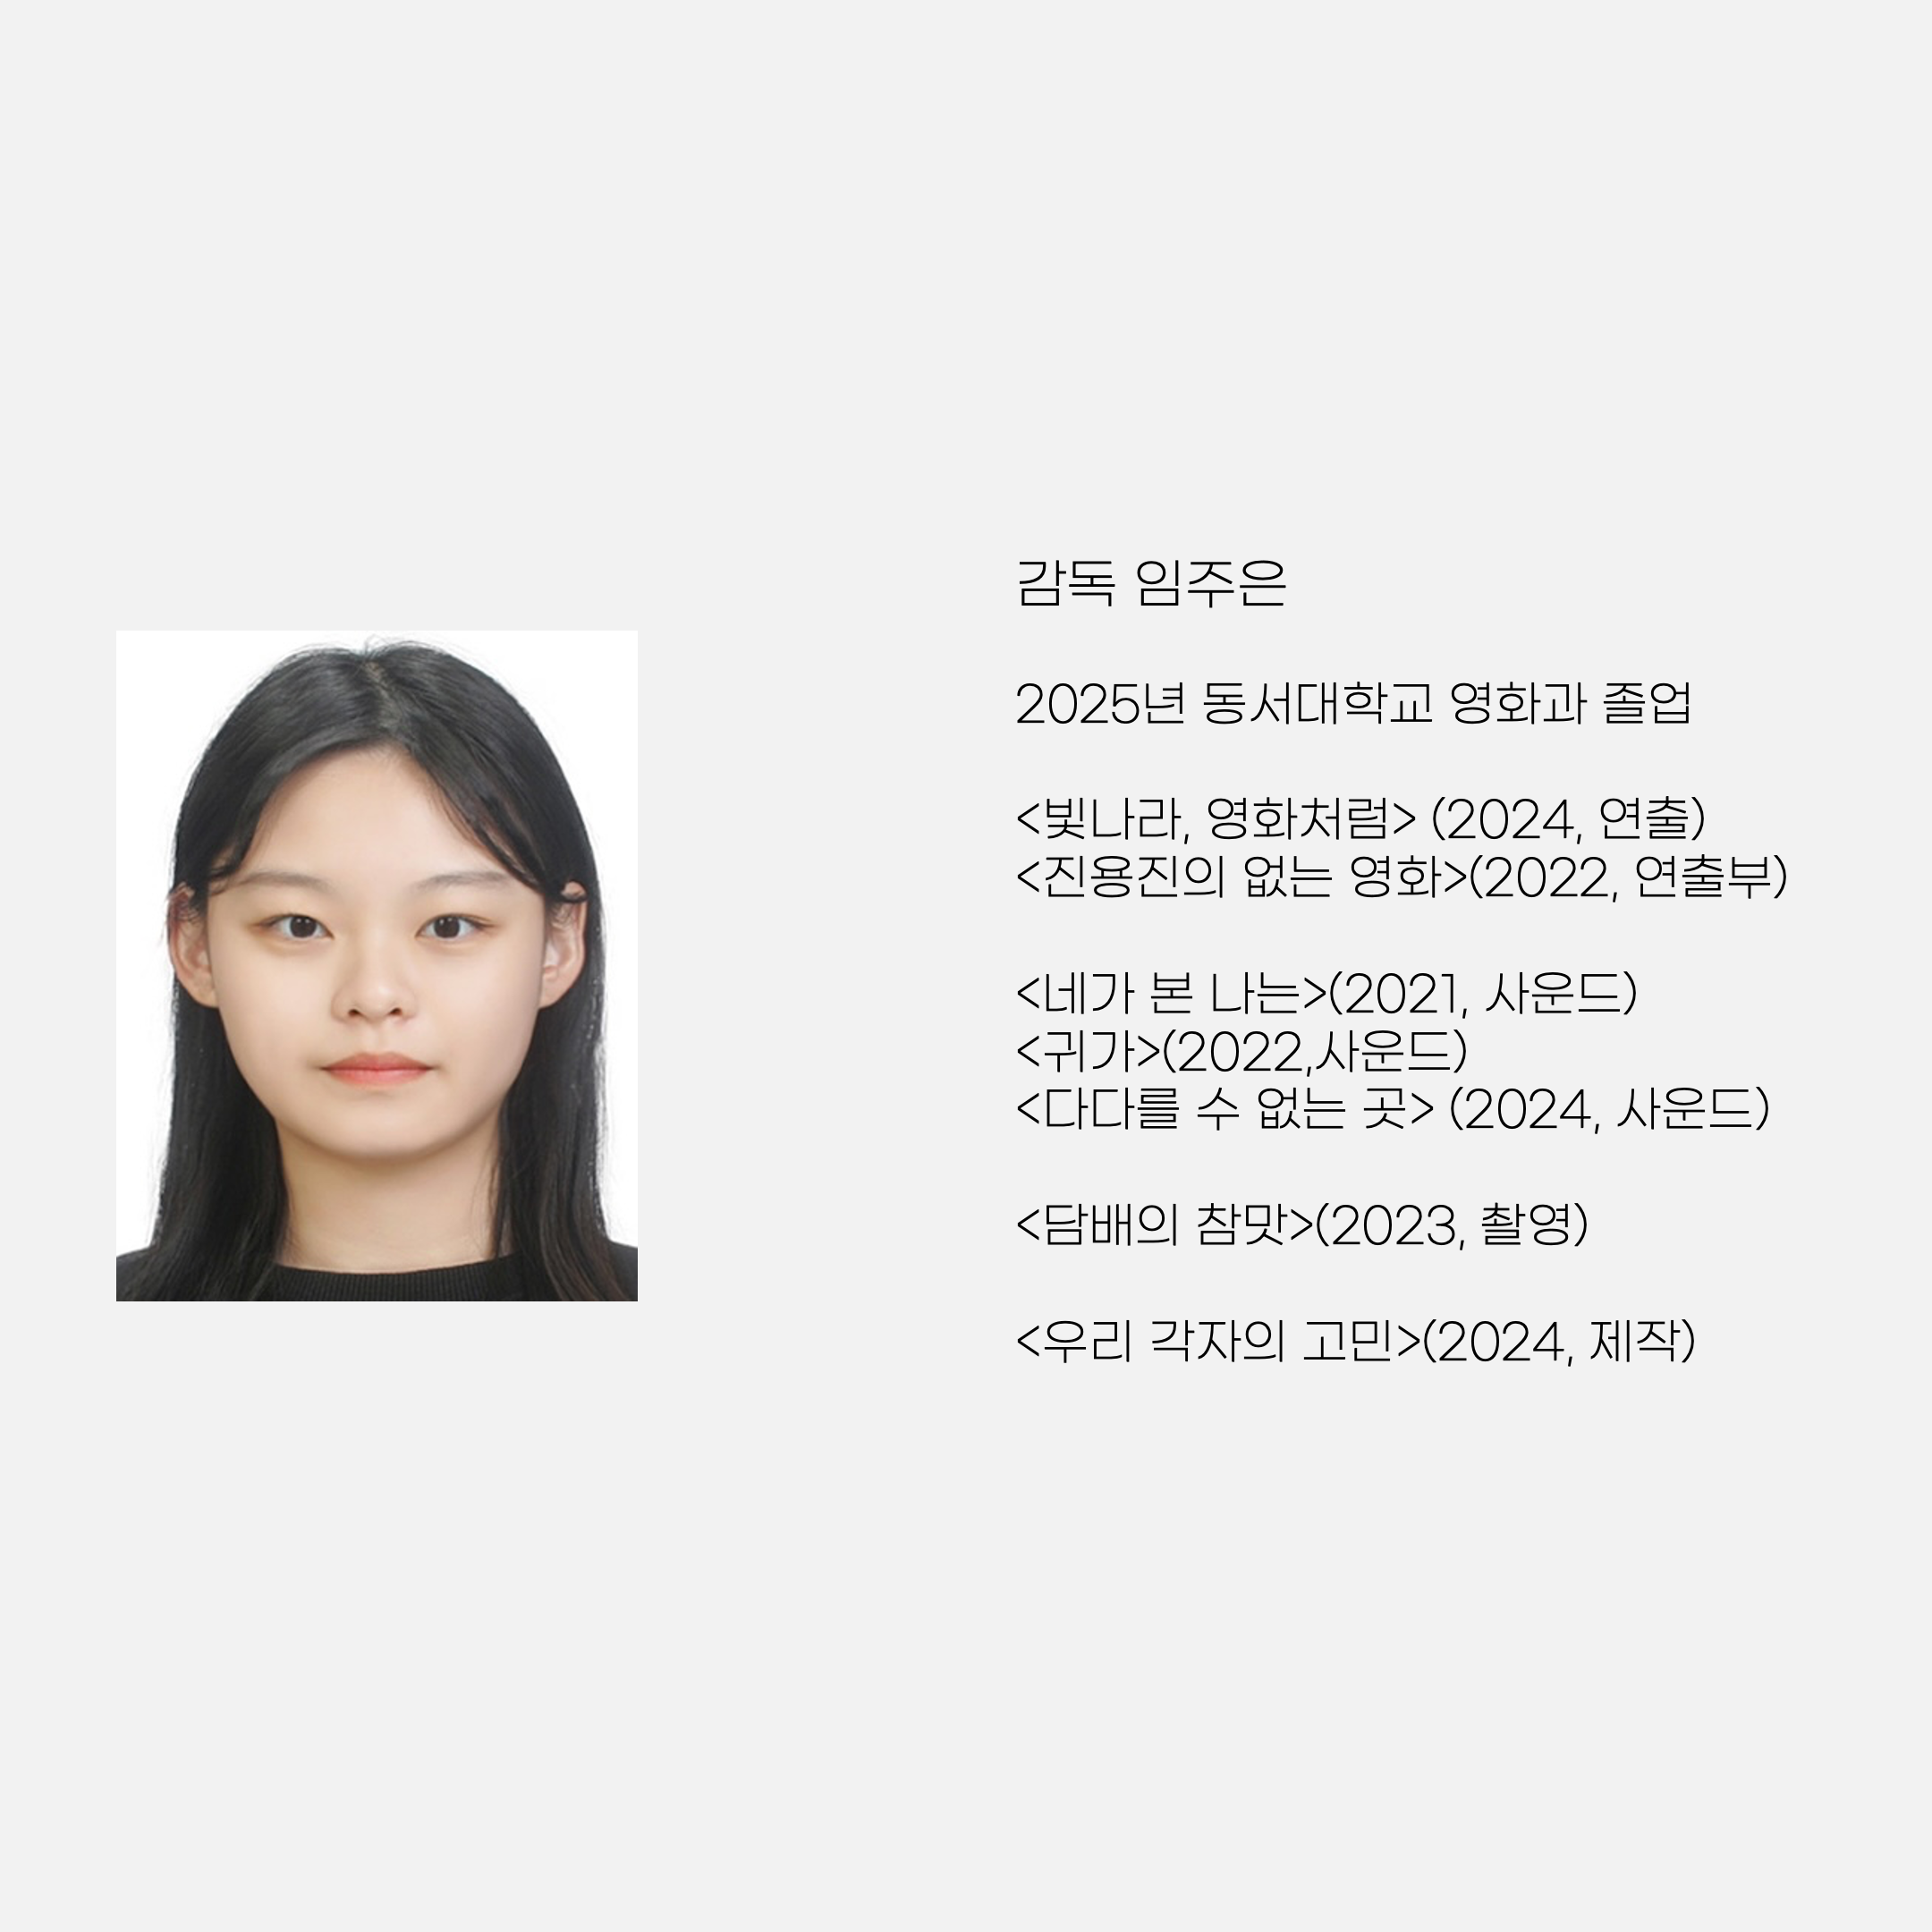 감독 임주은
2025년 동서대학교 영화과 졸업
<빛나라, 영화처럼> (2024, 연출)
<진용진의 없는 영화>(2022, 연출부)
<네가 본 나는>(2021, 사운드)
<귀가>(2022,사운드)
<다다를 수 없는 곳> (2024, 사운드)
<담배의 참맛>(2023, 촬영)
<우리 각자의 고민>(2024, 제작)